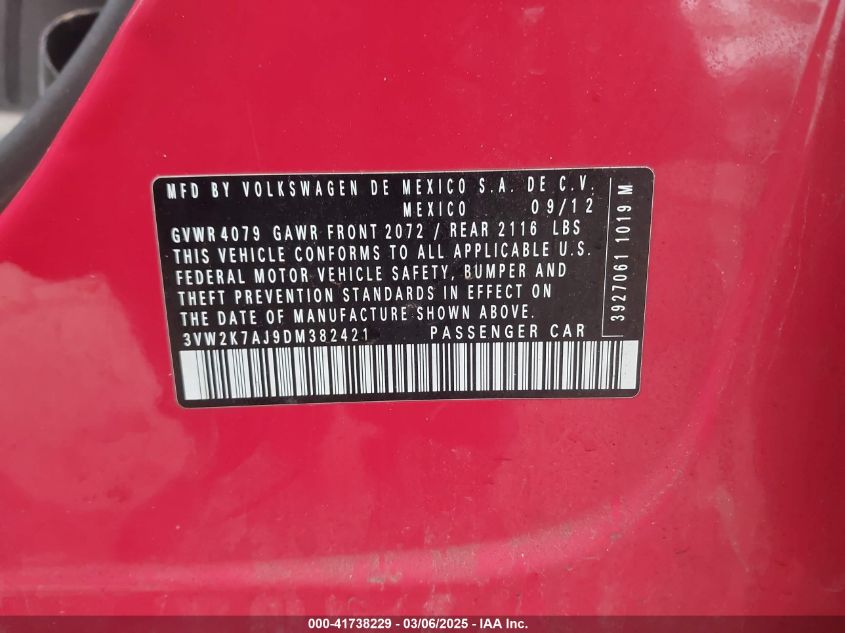 MFD BY VOLKSWAGEN DE MEXICO S.A. DE C.V.
MEXICO 09/12
GVWR 4079 GAWR FRONT 2072 / REAR 2116 LBS
THIS VEHICLE CONFORMS TO ALL APPLICABLE U.S.
FEDERAL MOTOR VEHICLE SAFETY, BUMPER AND
THEFT PREVENTION STANDARDS IN EFFECT ON
THE DATE OF MANUFACTURE SHOWN ABOVE.
3VW2K7AJ9DM382421 PASSENGER CAR
3927061 1019 M
000-41738229 - 03/06/2025 - IAA Inc.